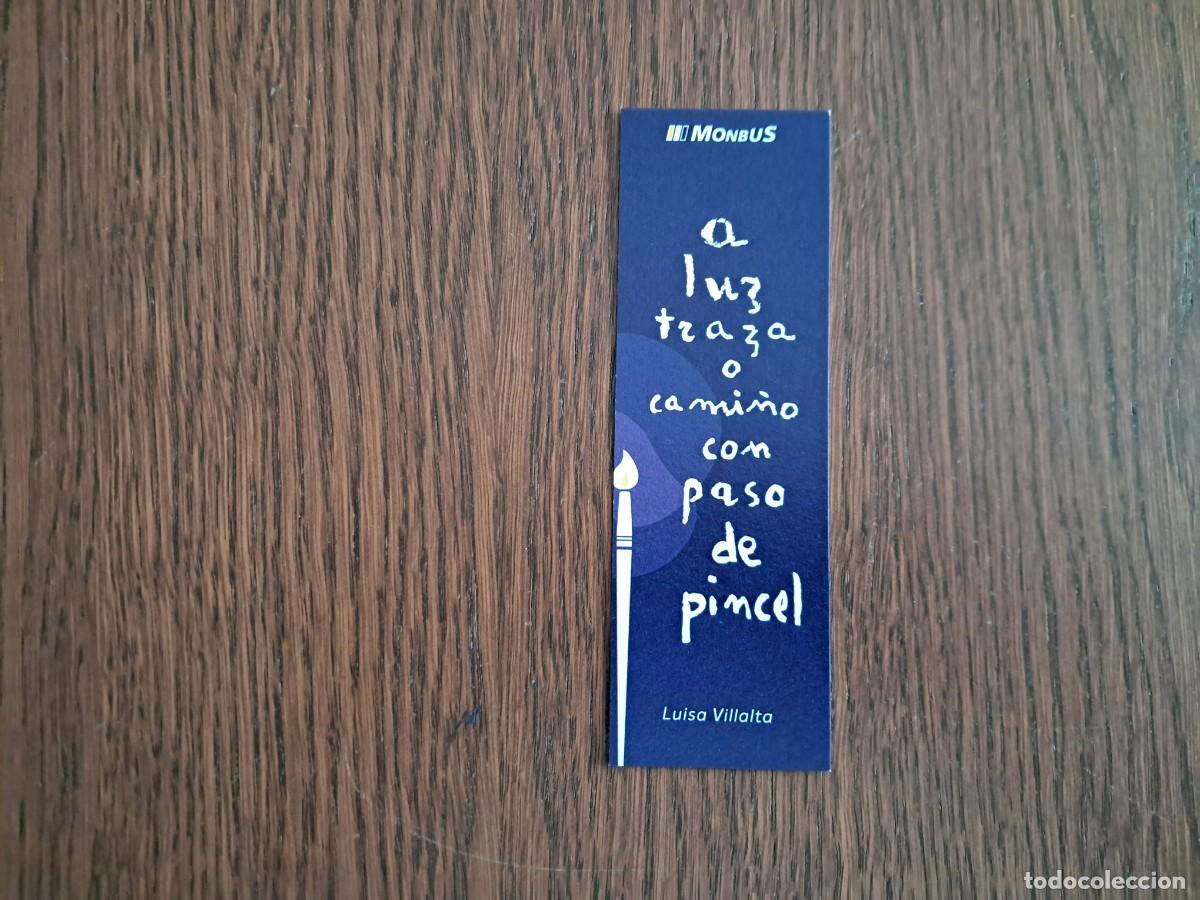 MONBUS
a
luz
traza
o
camiño
con
paso
de
pincel
Luisa Villalta
todocoleccion